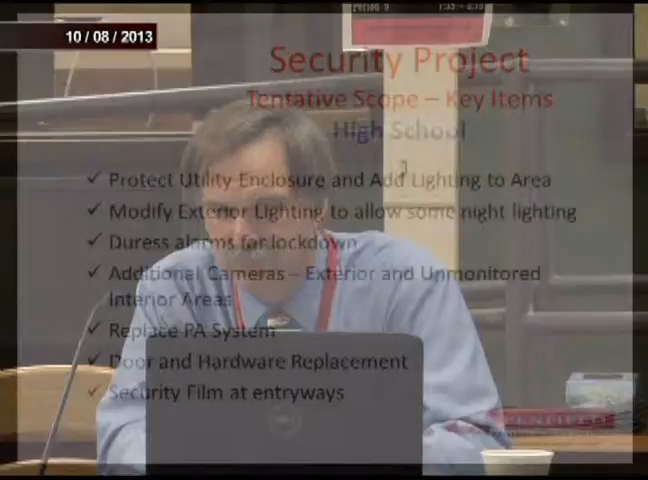 10 / 08 / 2013
Security Project
Tentative Scope – Key Items
High School
✓ Protect Utility Enclosure and Add Lighting to Area
✓ Modify Exterior Lighting to allow some night lighting
✓ Duress alarms for lockdown
✓ Additional Cameras – Exterior and Unmonitored
Interior Areas
✓ Replace PA System
✓ Door and Hardware Replacement
✓ Security Film at entryways